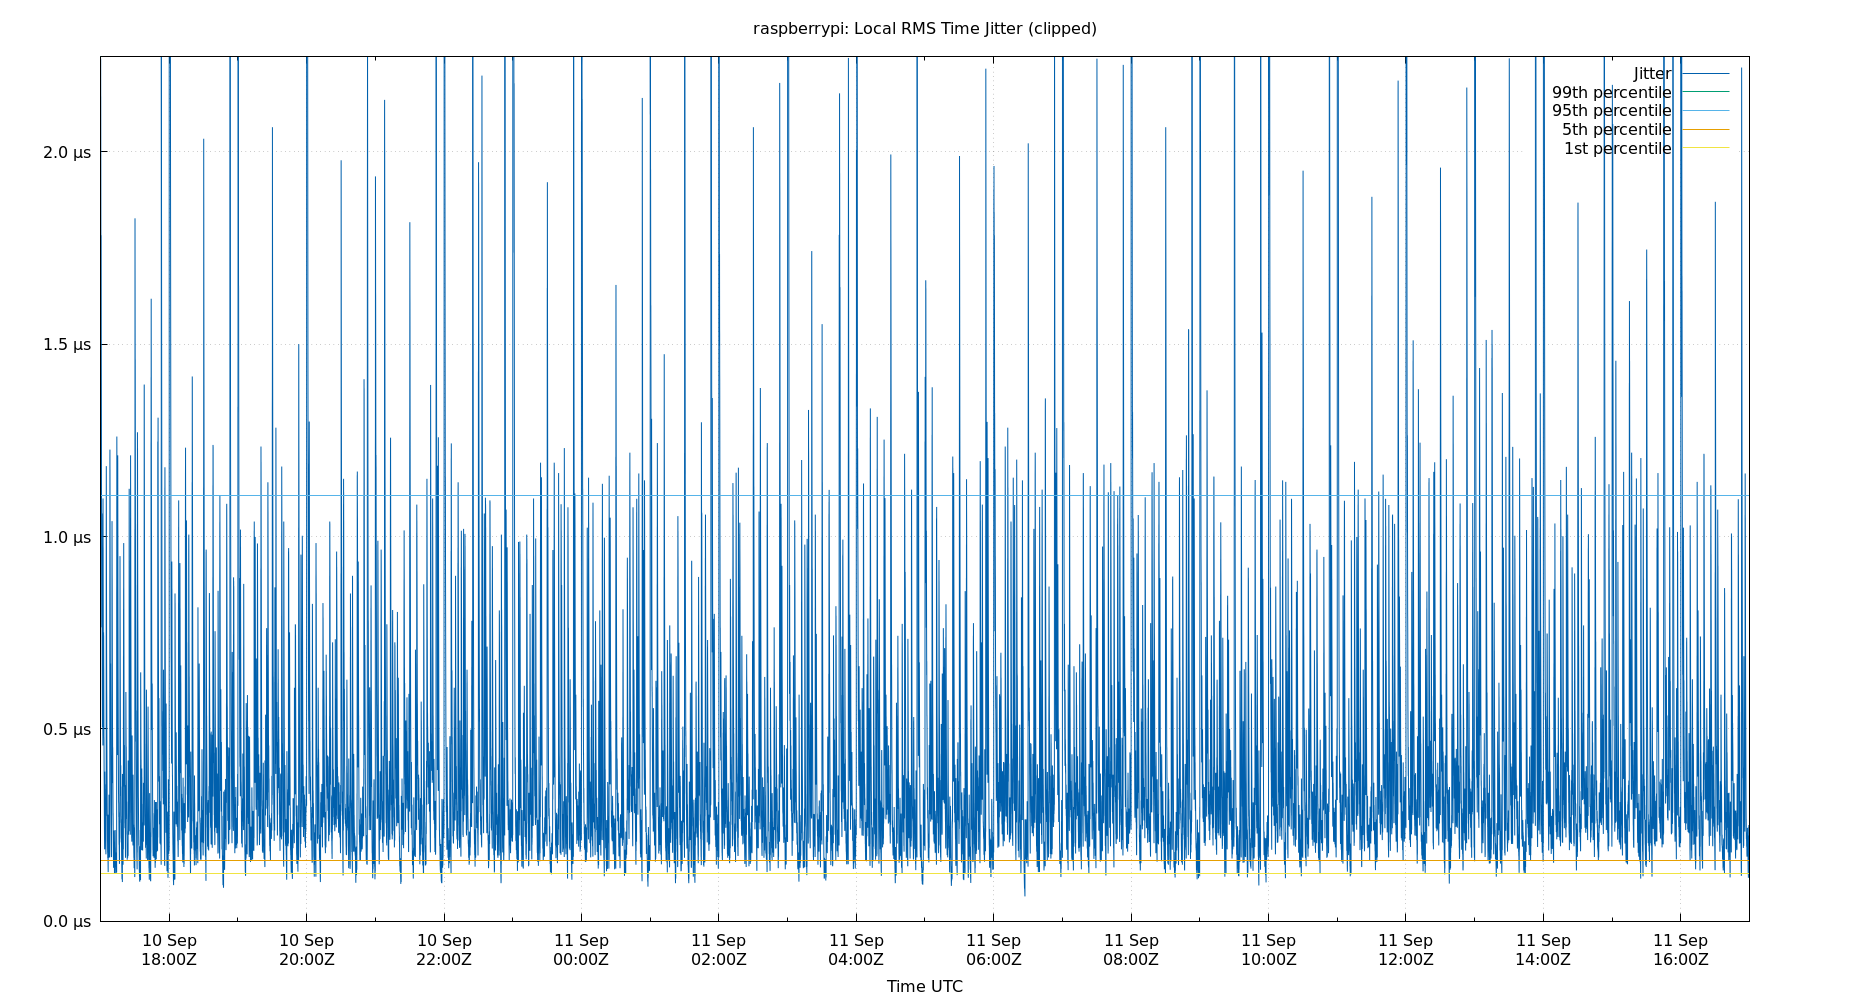 raspberrypi: Local RMS Time Jitter (clipped)
Jitter
99th percentile
95th percentile
5th percentile
1st percentile
2.0 µs
1.5 µs
1.0 µs
0.5 µs
0.0 µs
10 Sep 10 Sep 10 Sep 11 Sep 11 Sep 11 Sep 11 Sep 11 Sep 11 Sep 11 Sep 11 Sep 11 Sep
18:00Z 20:00Z 22:00Z 00:00Z 02:00Z 04:00Z 06:00Z 08:00Z 10:00Z 12:00Z 14:00Z 16:00Z
Time UTC